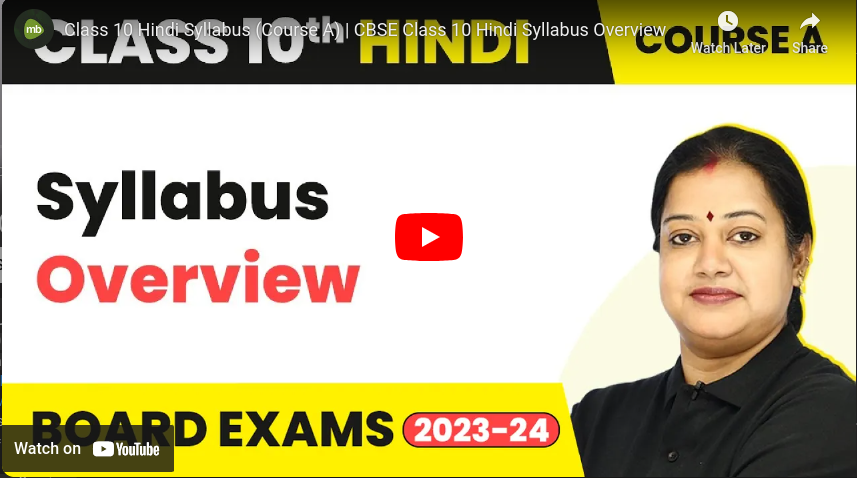 mb
Class 10 Hindi Syllabus (Course A) | CBSE Class 10 Hindi Syllabus Overview
CLASS 10th HINDI
COURSE A
Watch Later
Share
Syllabus
Overview
BOARD EXAMS 2023-24
Watch on YouTube